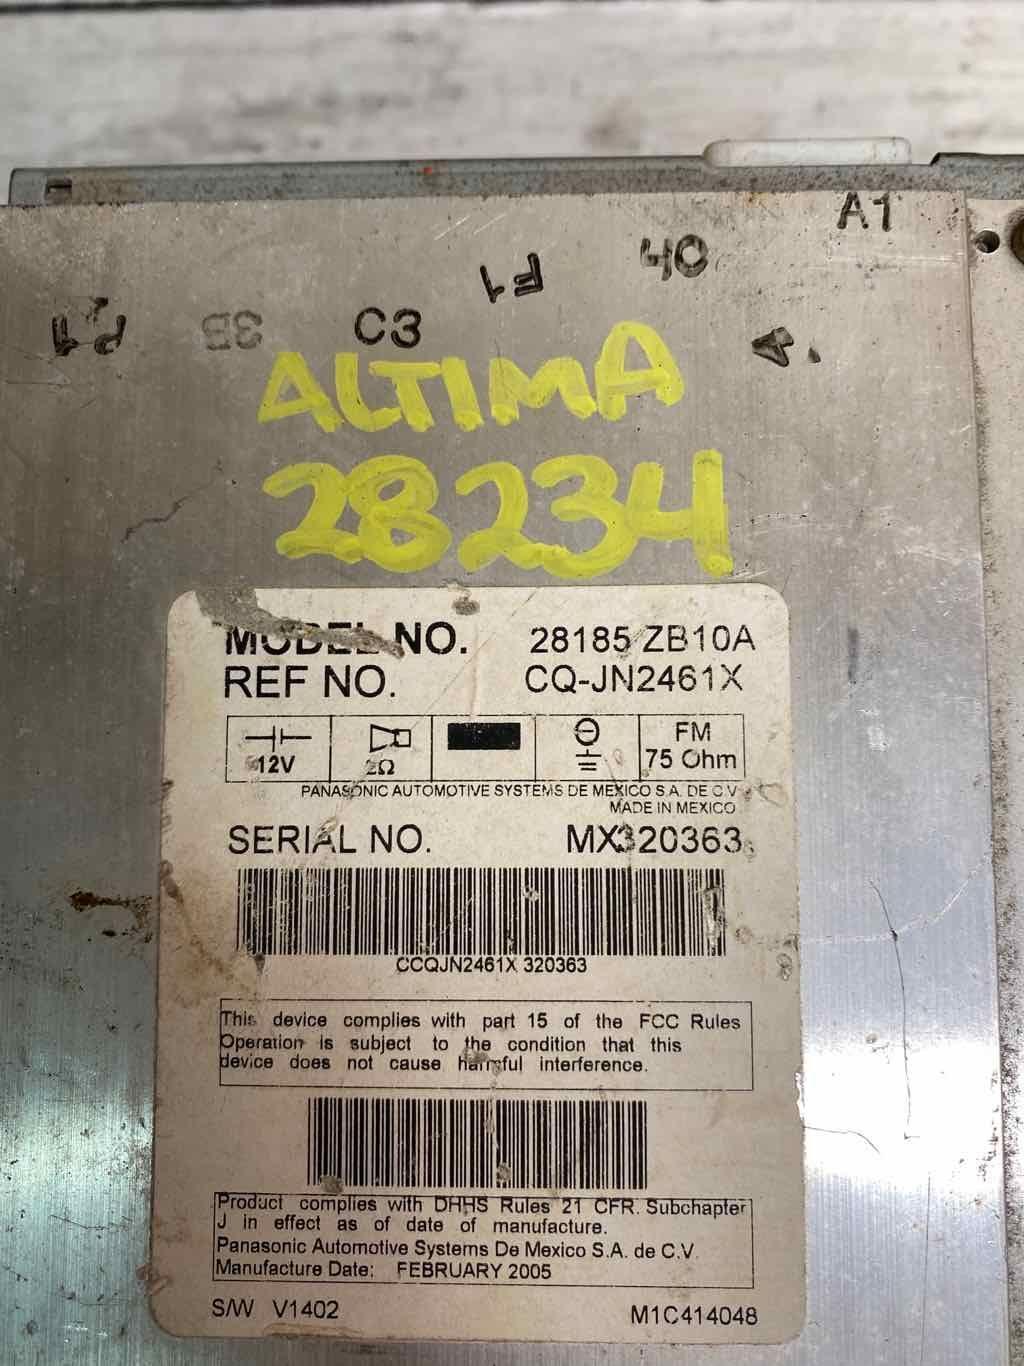 A1
40
F1
C3
3B
P1
ALTIMA
28234
MODEL NO. 28185 ZB10A
REF NO. CQ-JN2461X
12V
2Ω
FM
75 Ohm
PANASONIC AUTOMOTIVE SYSTEMS DE MEXICO S.A. DE C.V
MADE IN MEXICO
SERIAL NO. MX320363
CCQJN2461X 320363
This device complies with part 15 of the FCC Rules
Operation is subject to the condition that this
device does not cause harmful interference.
Product complies with DHHS Rules 21 CFR. Subchapter
J in effect as of date of manufacture.
Panasonic Automotive Systems De Mexico S.A. de C.V.
Manufacture Date: FEBRUARY 2005
S/W V1402 M1C414048